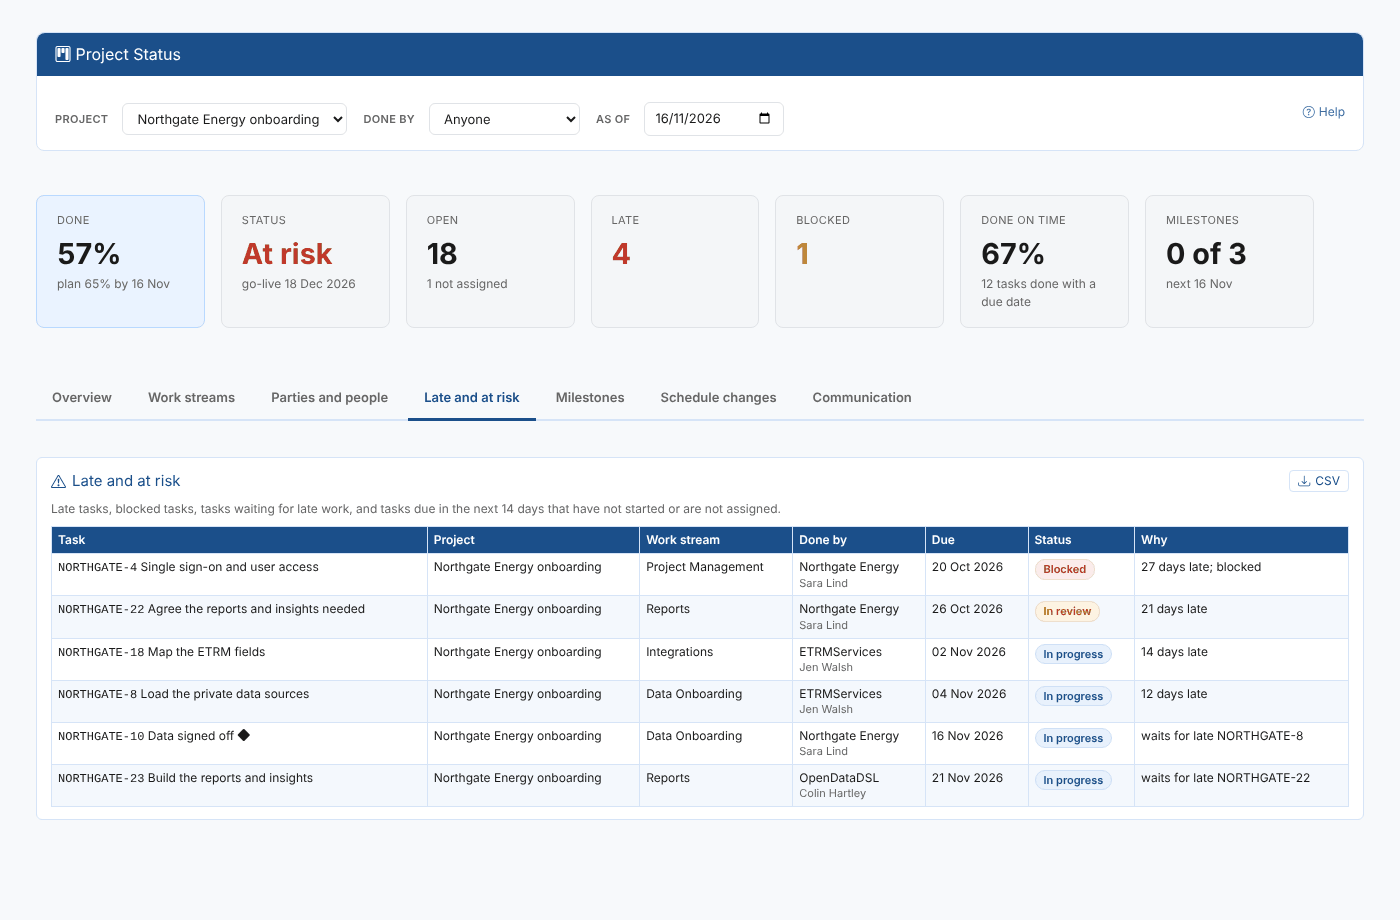 Project Status
PROJECT Northgate Energy onboarding DONE BY Anyone AS OF 16/11/2026 Help
DONE
57%
plan 65% by 16 Nov
STATUS
At risk
go-live 18 Dec 2026
OPEN
18
1 not assigned
LATE
4
BLOCKED
1
DONE ON TIME
67%
12 tasks done with a
due date
MILESTONES
0 of 3
next 16 Nov
Overview Work streams Parties and people Late and at risk Milestones Schedule changes Communication
Late and at risk CSV
Late tasks, blocked tasks, tasks waiting for late work, and tasks due in the next 14 days that have not started or are not assigned.
Task Project Work stream Done by Due Status Why
NORTHGATE-4 Single sign-on and user access Northgate Energy onboarding Project Management Northgate Energy 20 Oct 2026 Blocked 27 days late; blocked
Sara Lind
NORTHGATE-22 Agree the reports and insights needed Northgate Energy onboarding Reports Northgate Energy 26 Oct 2026 In review 21 days late
Sara Lind
NORTHGATE-18 Map the ETRM fields Northgate Energy onboarding Integrations ETRMServices 02 Nov 2026 In progress 14 days late
Jen Walsh
NORTHGATE-8 Load the private data sources Northgate Energy onboarding Data Onboarding ETRMServices 04 Nov 2026 In progress 12 days late
Jen Walsh
NORTHGATE-10 Data signed off ◆ Northgate Energy onboarding Data Onboarding Northgate Energy 16 Nov 2026 In progress waits for late NORTHGATE-8
Sara Lind
NORTHGATE-23 Build the reports and insights Northgate Energy onboarding Reports OpenDataDSL 21 Nov 2026 In progress waits for late NORTHGATE-22
Colin Hartley